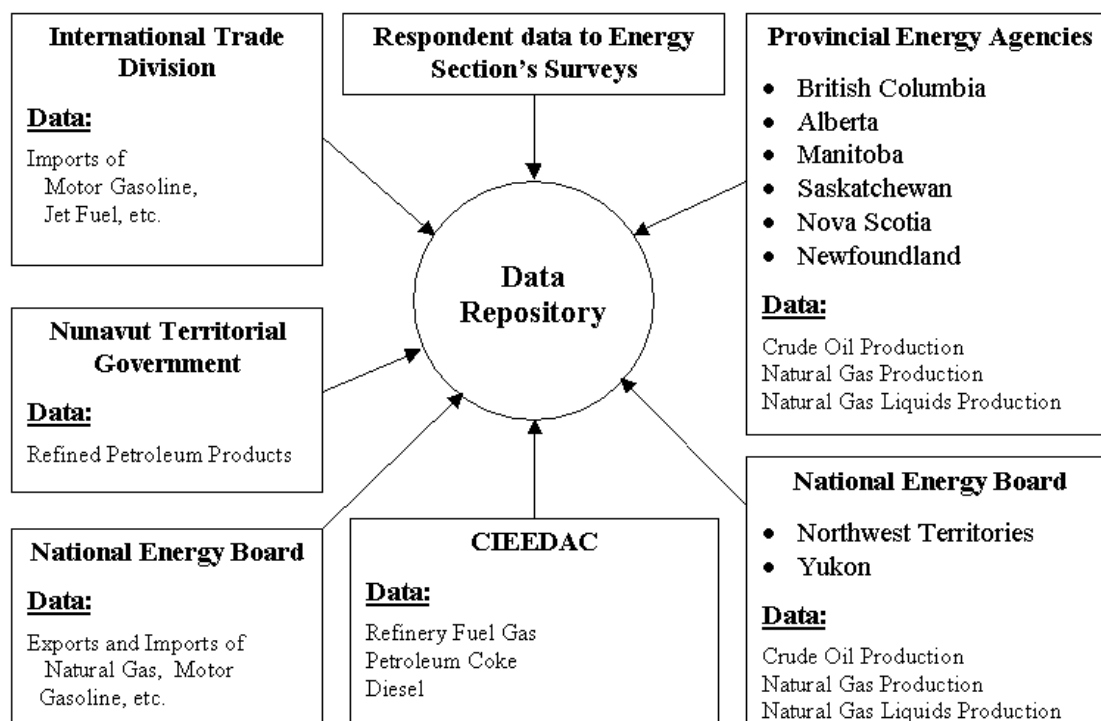 International Trade
Division
Data:
Imports of
Motor Gasoline,
Jet Fuel, etc.
Respondent data to Energy
Section's Surveys
Provincial Energy Agencies
• British Columbia
• Alberta
• Manitoba
• Saskatchewan
• Nova Scotia
• Newfoundland
Data:
Crude Oil Production
Natural Gas Production
Natural Gas Liquids Production
Data
Repository
Nunavut Territorial
Government
Data:
Refined Petroleum Products
National Energy Board
Data:
Exports and Imports of
Natural Gas, Motor
Gasoline, etc.
CIEEDAC
Data:
Refinery Fuel Gas
Petroleum Coke
Diesel
National Energy Board
• Northwest Territories
• Yukon
Data:
Crude Oil Production
Natural Gas Production
Natural Gas Liquids Production